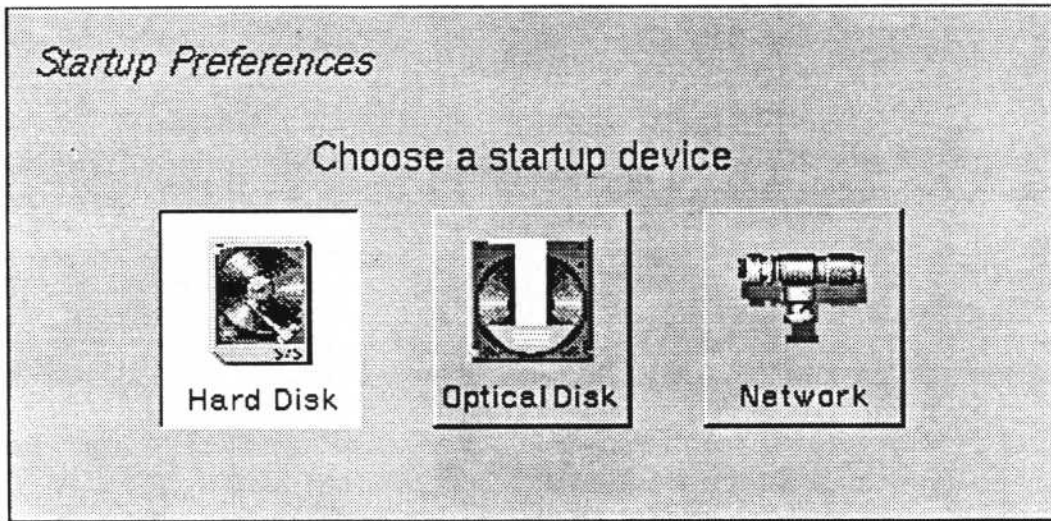 Startup Preferences
Choose a startup device
Hard Disk
Optical Disk
Network